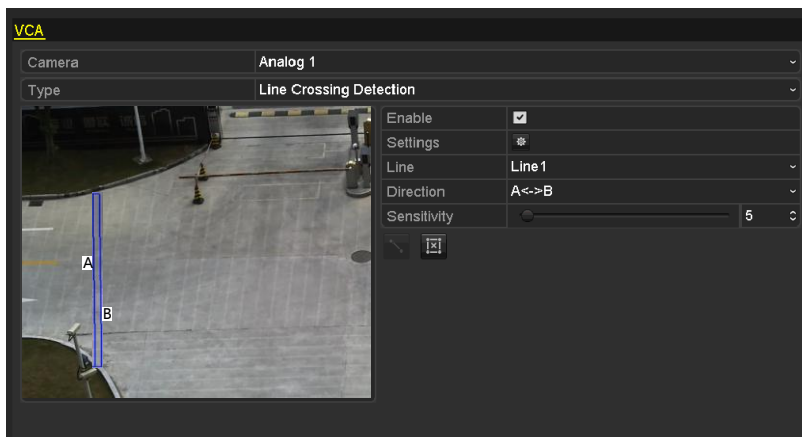 VCA
Camera Analog 1
Type Line Crossing Detection
Enable
Settings
Line Line1
Direction A<->B
Sensitivity 5
A
B